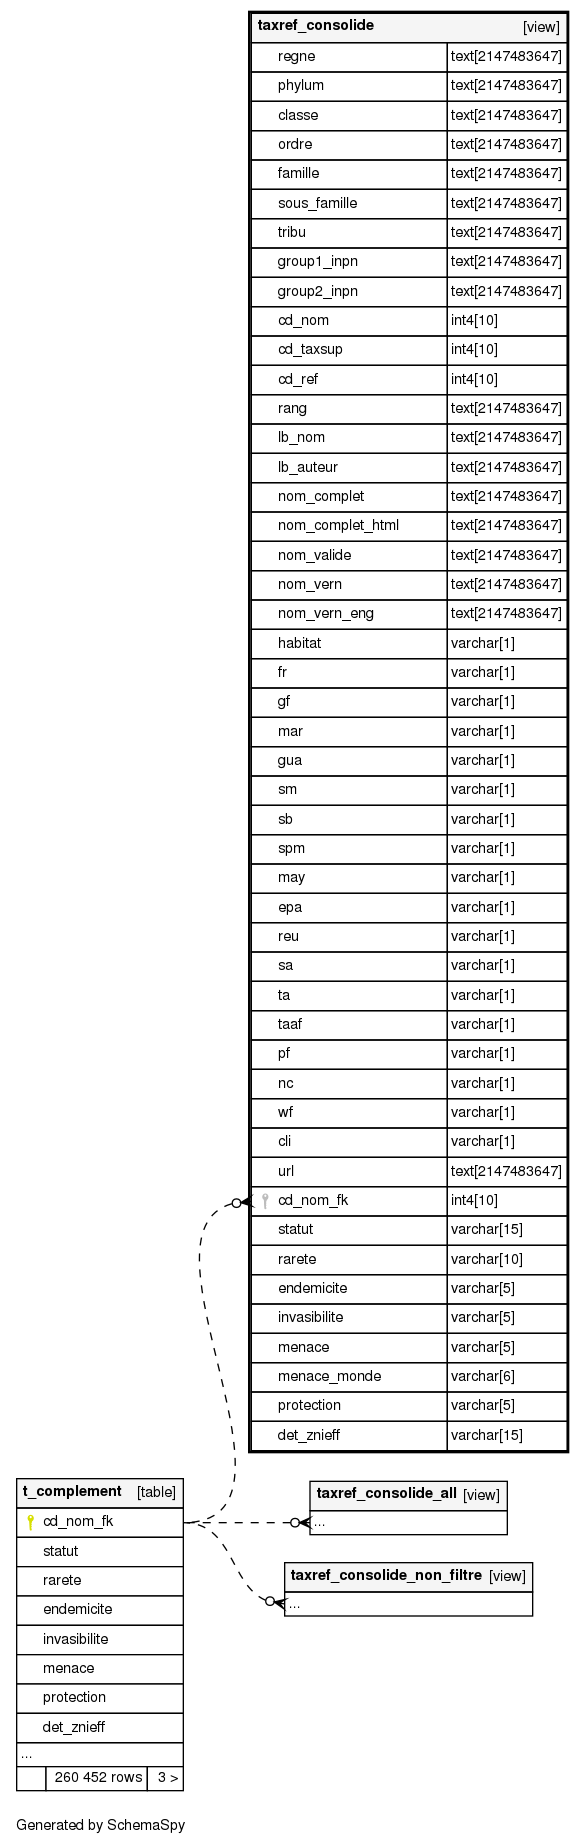 taxref_consolide [view]
regne text[2147483647]
phylum text[2147483647]
classe text[2147483647]
ordre text[2147483647]
famille text[2147483647]
sous_famille text[2147483647]
tribu text[2147483647]
group1_inpn text[2147483647]
group2_inpn text[2147483647]
cd_nom int4[10]
cd_taxsup int4[10]
cd_ref int4[10]
rang text[2147483647]
lb_nom text[2147483647]
lb_auteur text[2147483647]
nom_complet text[2147483647]
nom_complet_html text[2147483647]
nom_valide text[2147483647]
nom_vern text[2147483647]
nom_vern_eng text[2147483647]
habitat varchar[1]
fr varchar[1]
gf varchar[1]
mar varchar[1]
gua varchar[1]
sm varchar[1]
sb varchar[1]
spm varchar[1]
may varchar[1]
epa varchar[1]
reu varchar[1]
sa varchar[1]
ta varchar[1]
taaf varchar[1]
pf varchar[1]
nc varchar[1]
wf varchar[1]
cli varchar[1]
url text[2147483647]
cd_nom_fk int4[10]
statut varchar[15]
rarete varchar[10]
endemicite varchar[5]
invasibilite varchar[5]
menace varchar[5]
menace_monde varchar[6]
protection varchar[5]
det_znieff varchar[15]
t_complement [table]
cd_nom_fk
statut
rarete
endemicite
invasibilite
menace
protection
det_znieff
...
260 452 rows 3 >
taxref_consolide_all [view]
...
taxref_consolide_non_filtre [view]
...
Generated by SchemaSpy